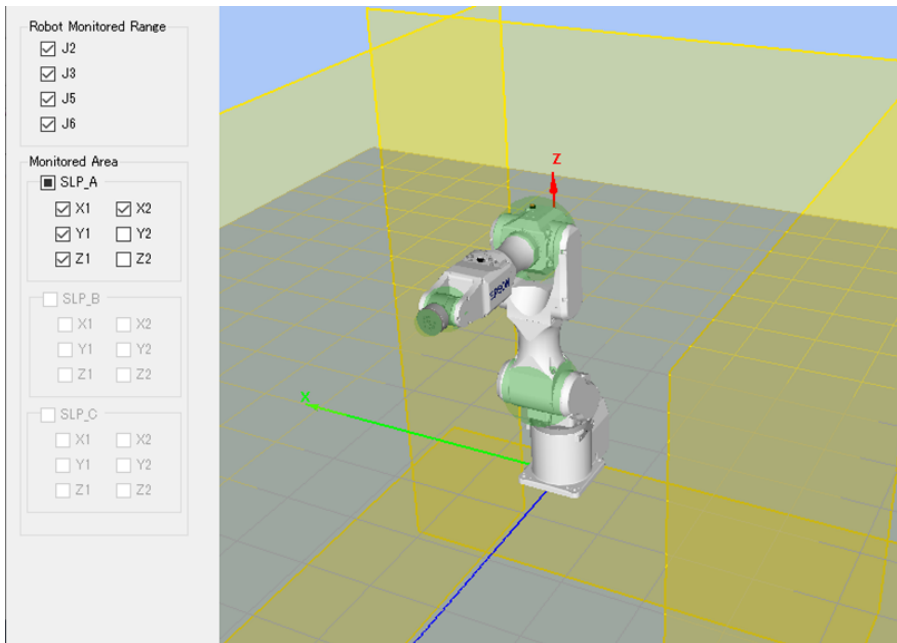 Robot Monitored Range
J2
J3
J5
J6
Monitored Area
SLP_A
X1 X2
Y1 Y2
Z1 Z2
SLP_B
X1 X2
Y1 Y2
Z1 Z2
SLP_C
X1 X2
Y1 Y2
Z1 Z2
Z
EPSON
X